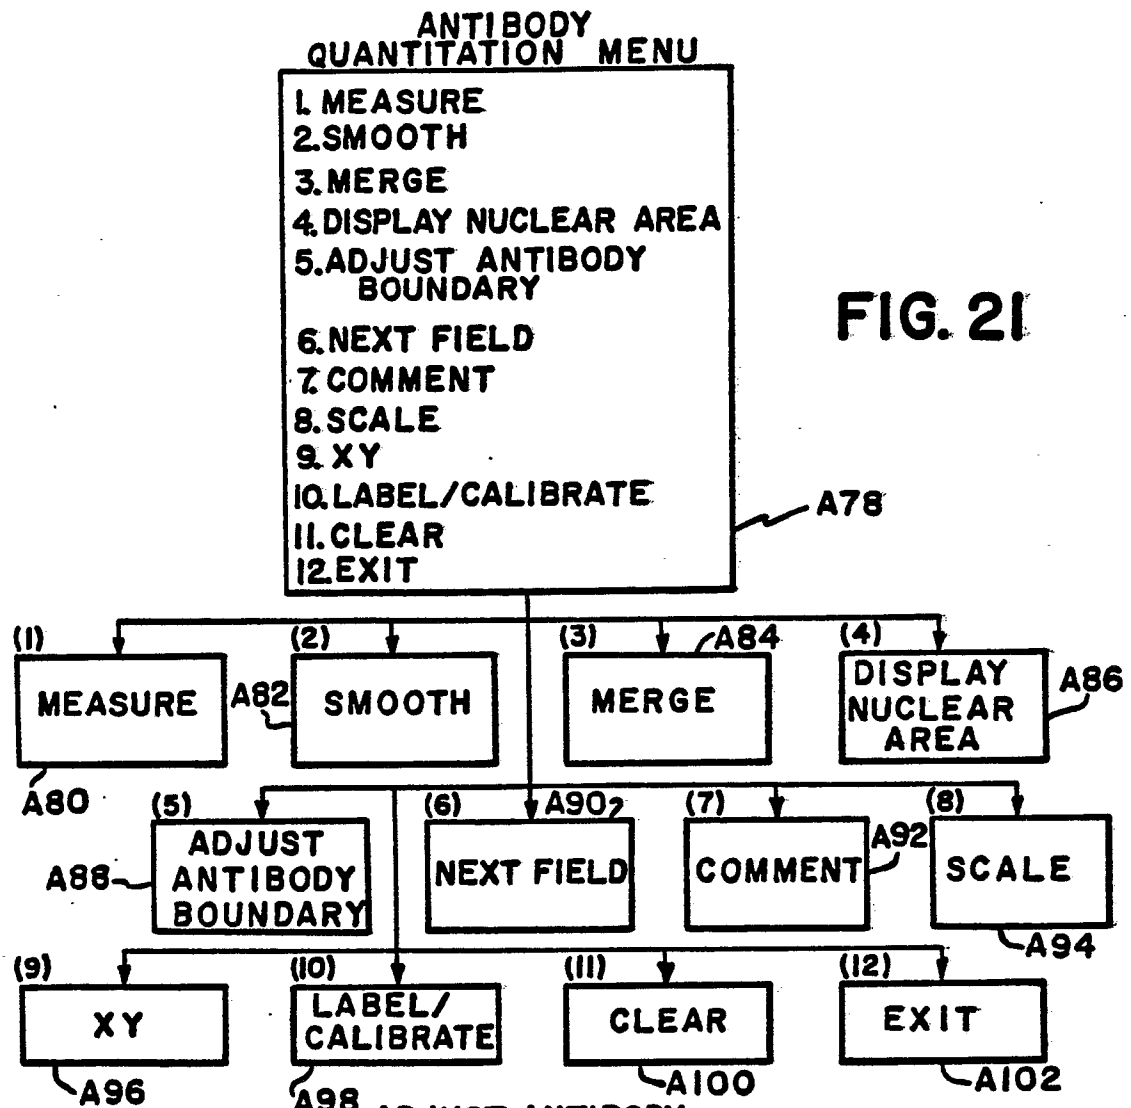 ANTIBODY
QUANTITATION MENU
1. MEASURE
2. SMOOTH
3. MERGE
4. DISPLAY NUCLEAR AREA
5. ADJUST ANTIBODY
BOUNDARY
6. NEXT FIELD
7. COMMENT
8. SCALE
9. XY
10. LABEL/CALIBRATE
11. CLEAR
12. EXIT
FIG. 21
A78
(1)
MEASURE
A80
(2)
SMOOTH
A82
(3)
MERGE
A84
(4)
DISPLAY
NUCLEAR
AREA
A86
(5)
ADJUST
ANTIBODY
BOUNDARY
A88
(6)
NEXT FIELD
A90
(7)
COMMENT
A92
(8)
SCALE
A94
(9)
XY
A96
(10)
LABEL/
CALIBRATE
A98
(11)
CLEAR
A100
(12)
EXIT
A102
ADJUST ANTIBODY